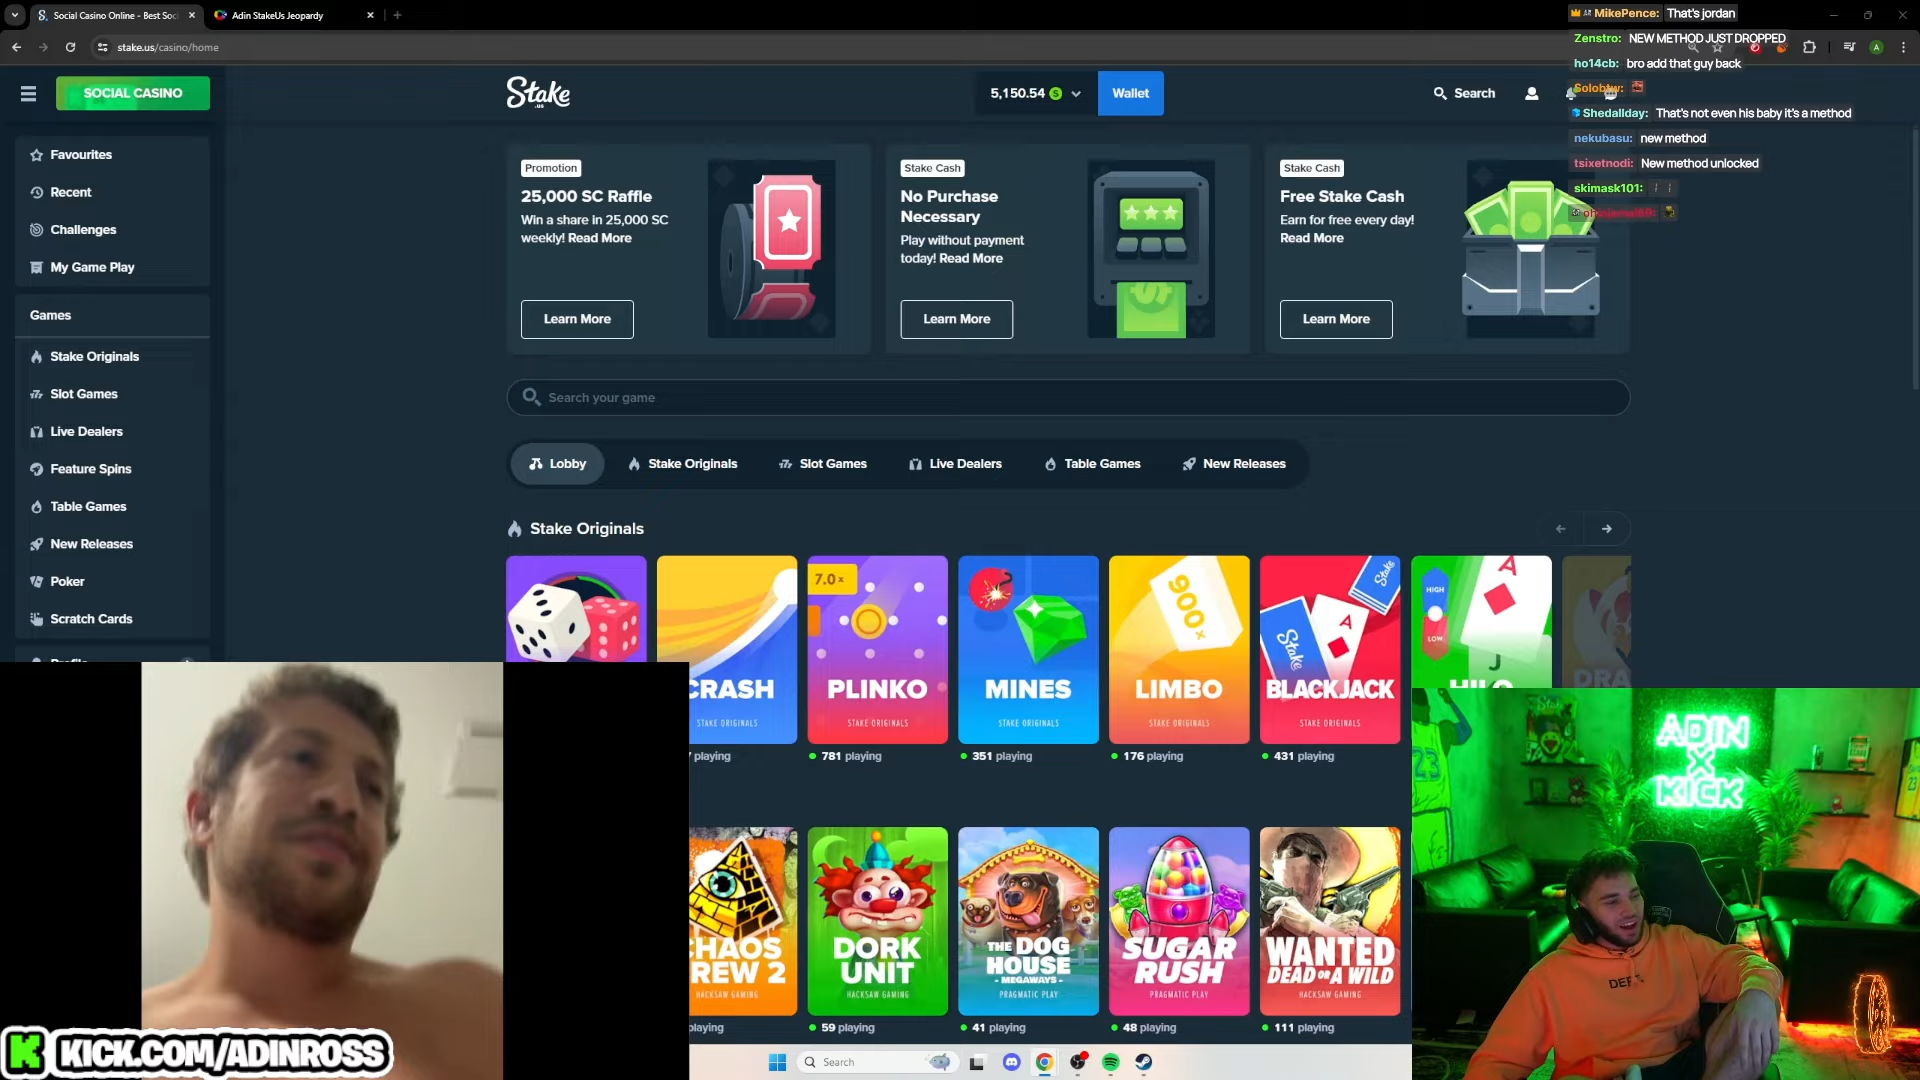 Social Casino Online - Best Soc
Adin StakeUs Jeopardy
stake.us/casino/home
MikePence: That's jordan
Zenstro: NEW METHOD JUST DROPPED
ho14cb: bro add that guy back
Solobtw:
Shedallday: That's not even his baby it's a method
nekubasu: new method
tsixetnodi: New method unlocked
skimask101:
SOCIAL CASINO
Stake
.us
5,150.54
Wallet
Search
Favourites
Recent
Challenges
My Game Play
Games
Stake Originals
Slot Games
Live Dealers
Feature Spins
Table Games
New Releases
Poker
Scratch Cards
Promotion
25,000 SC Raffle
Win a share in 25,000 SC
weekly! Read More
Learn More
Stake Cash
No Purchase
Necessary
Play without payment
today! Read More
Learn More
Stake Cash
Free Stake Cash
Earn for free every day!
Read More
Learn More
Search your game
Lobby
Stake Originals
Slot Games
Live Dealers
Table Games
New Releases
Stake Originals
CRASH
STAKE ORIGINALS
playing
7.0x
PLINKO
STAKE ORIGINALS
781 playing
MINES
STAKE ORIGINALS
351 playing
900x
LIMBO
STAKE ORIGINALS
176 playing
Stake
Stake
A
BLACKJACK
STAKE ORIGINALS
431 playing
HIGH
LOW
A
J
HILO
DRA
CHAOS
CREW 2
HACKSAW GAMING
playing
DORK
UNIT
HACKSAW GAMING
59 playing
THE DOG
HOUSE
- MEGAWAYS -
PRAGMATIC PLAY
41 playing
SUGAR
RUSH
PRAGMATIC PLAY
48 playing
WANTED
DEAD OR A WILD
HACKSAW GAMING
111 playing
ADIN
X
KICK
23
K KICK.COM/ADINROSS
Search